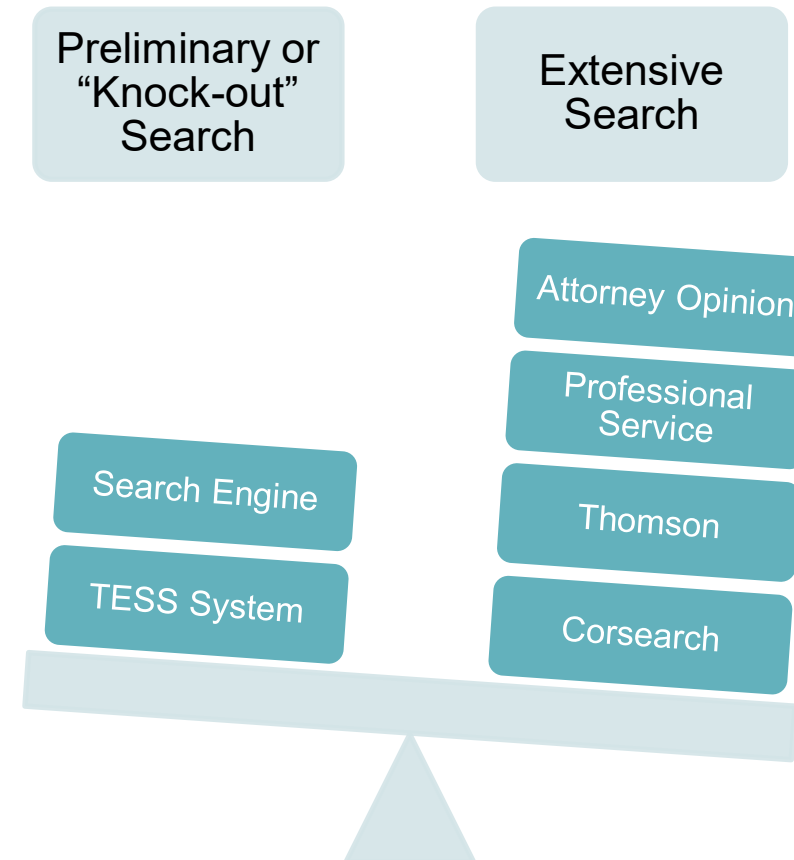 Preliminary or
“Knock-out”
Search
Extensive
Search
Attorney Opinion
Professional
Service
Search Engine
Thomson
TESS System
Corsearch